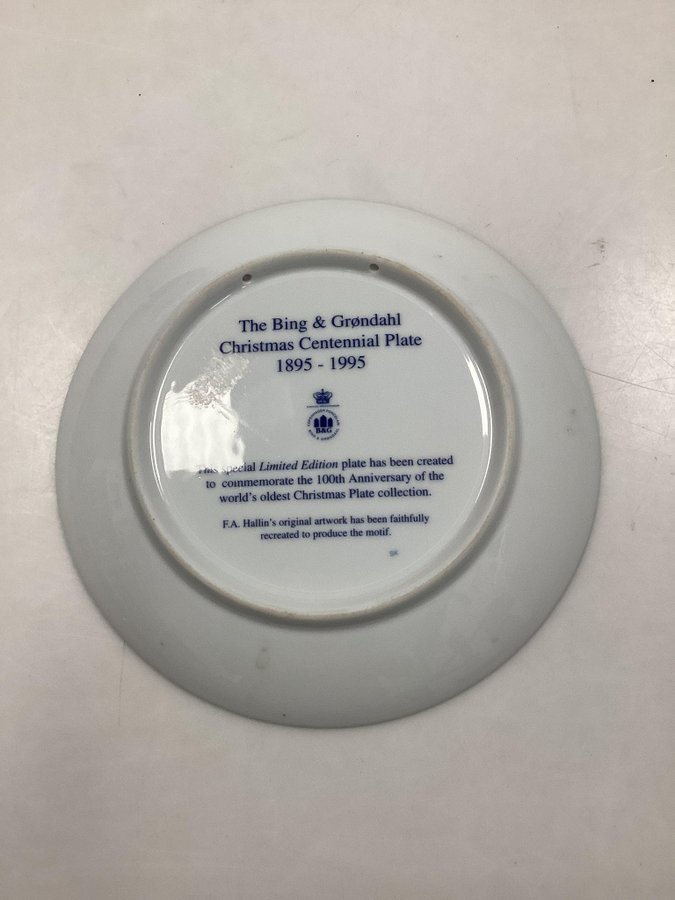 The Bing & Grøndahl
Christmas Centennial Plate
1895 - 1995
B&G
This special Limited Edition plate has been created
to commemorate the 100th Anniversary of the
world's oldest Christmas Plate collection.
F.A. Hallin's original artwork has been faithfully
recreated to produce the motif.